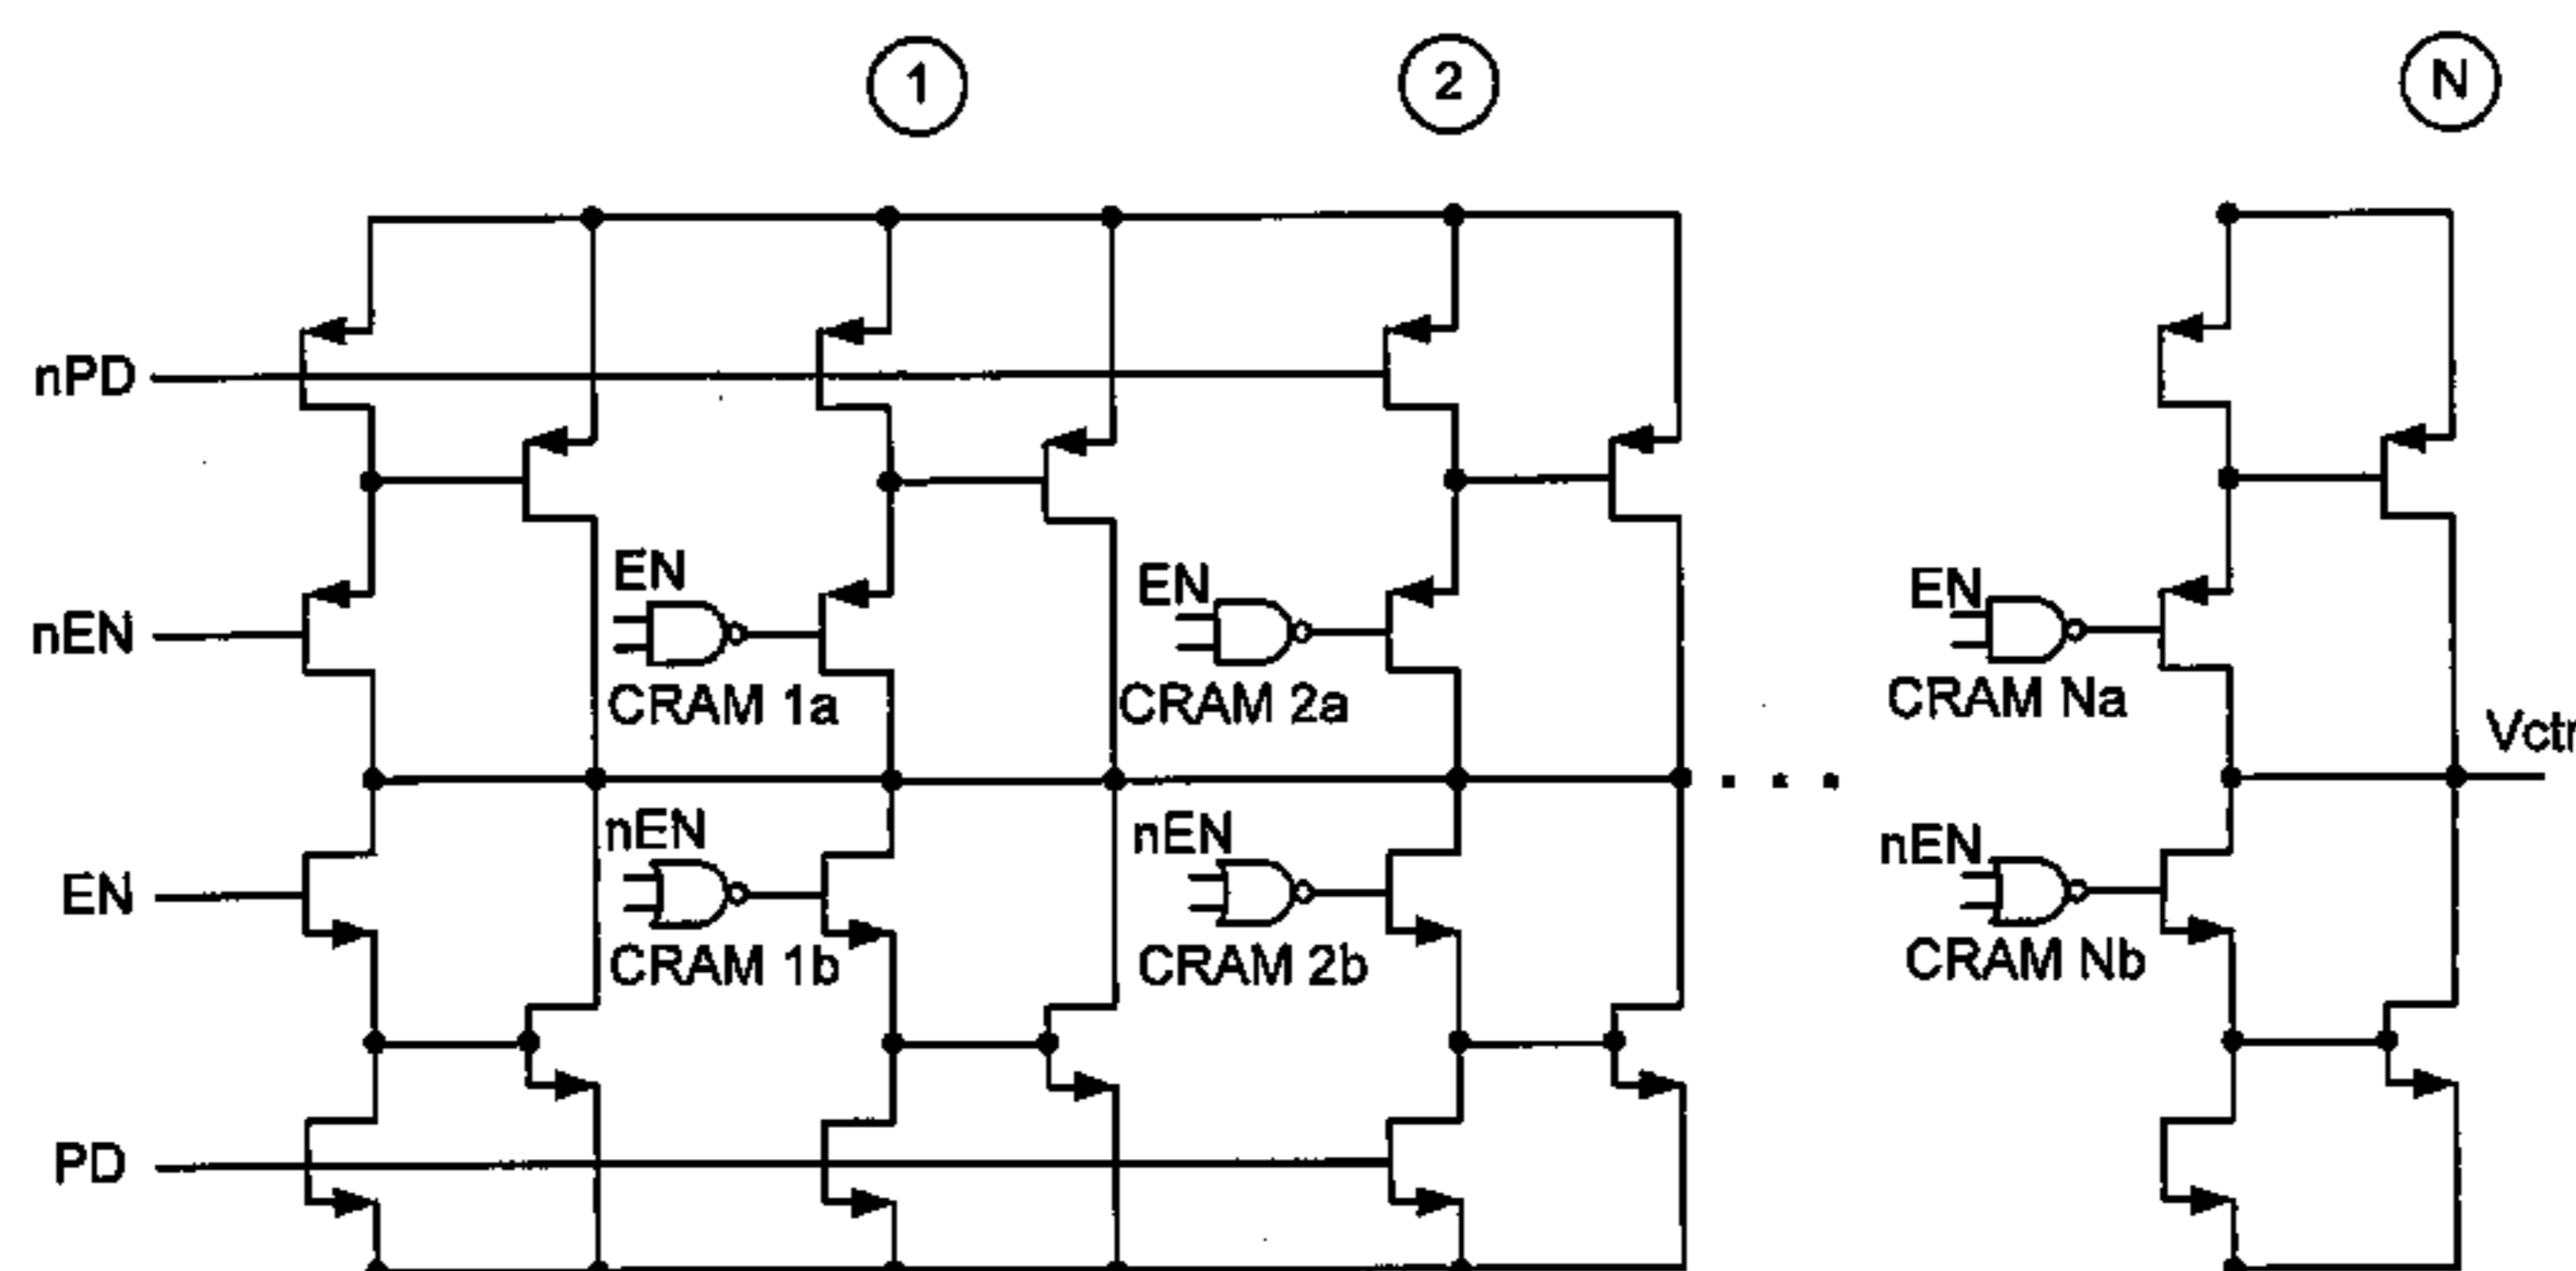 1 2 N
nPD
EN EN EN
nEN
CRAM 1a CRAM 2a CRAM Na
Vctr
nEN nEN nEN
EN
CRAM 1b CRAM 2b CRAM Nb
PD